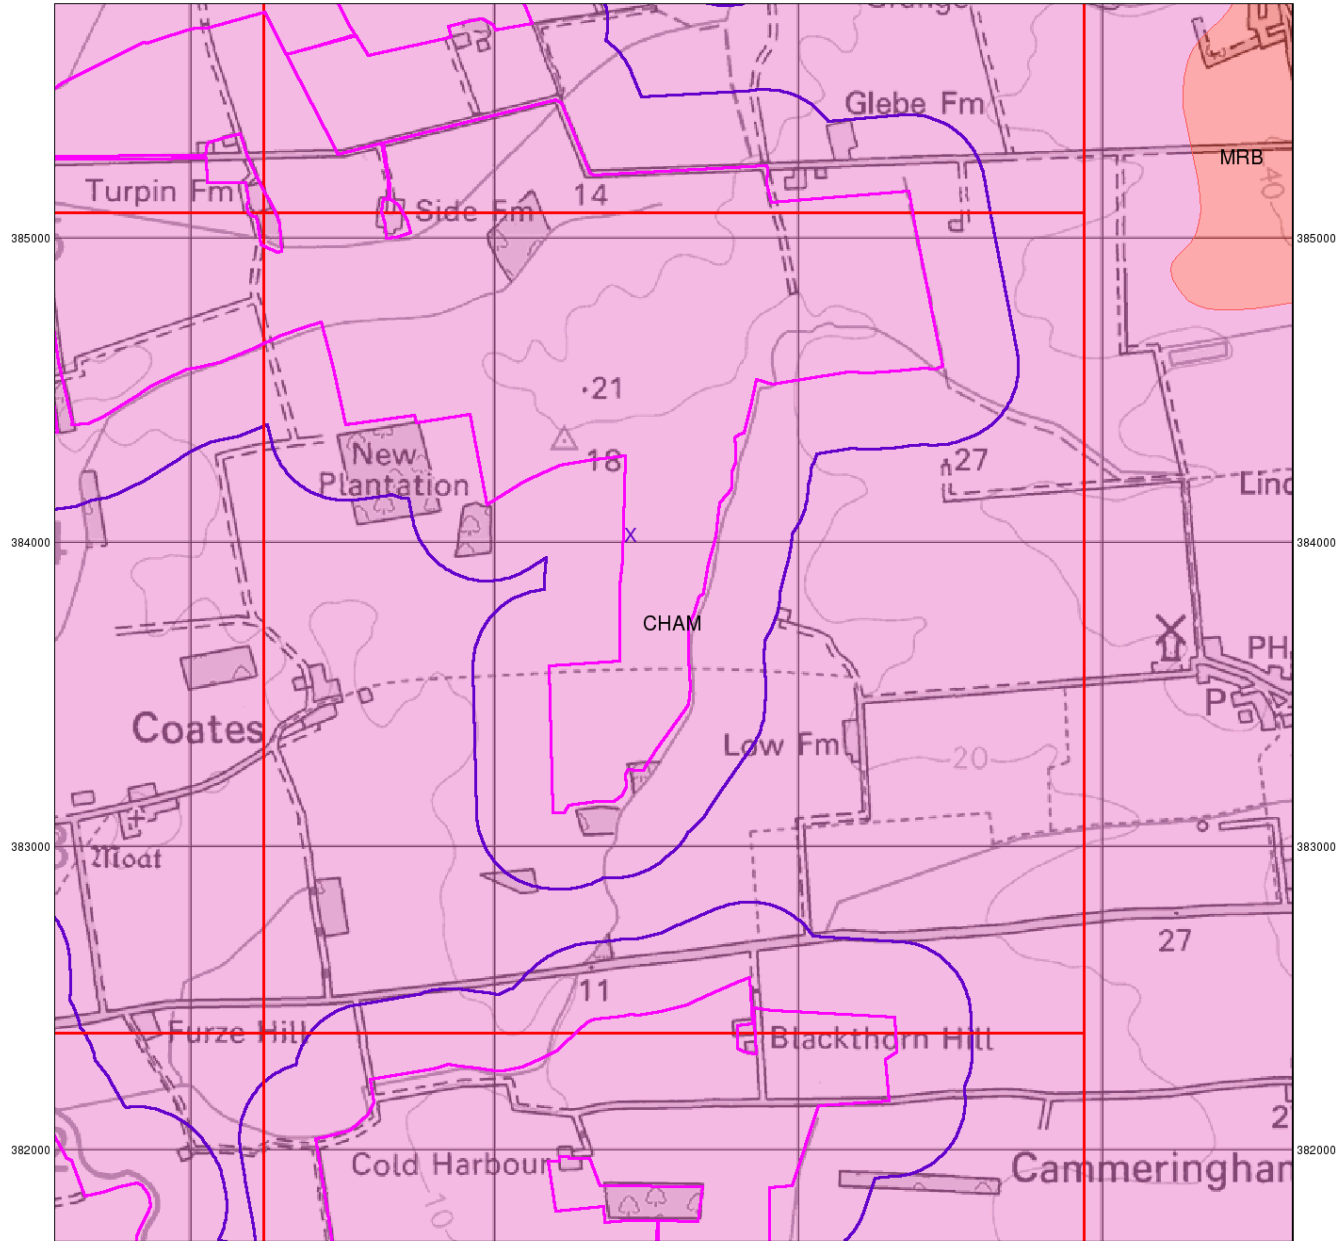 Glebe Fm
MRB
40
Turpin Fm
Side Fm
14
385000
385000
21
18
New
Plantation
27
Linc
X
384000
384000
CHAM
PH
P
Coates
Low Fm
20
383000
383000
Moat
27
11
Furze Hill
Blackthorn Hill
2
382000
382000
Cold Harbour
Cammeringham
10